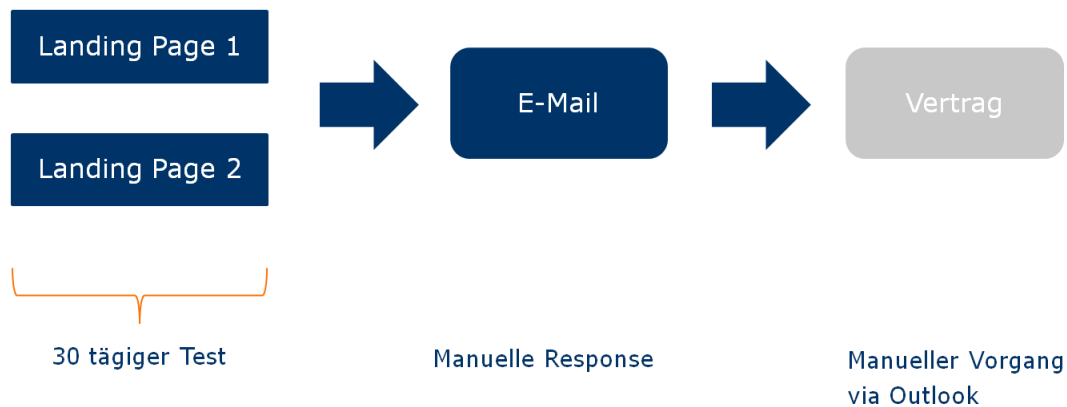 Landing Page 1
E-Mail
Vertrag
Landing Page 2
30 tägiger Test
Manuelle Response
Manueller Vorgang
via Outlook